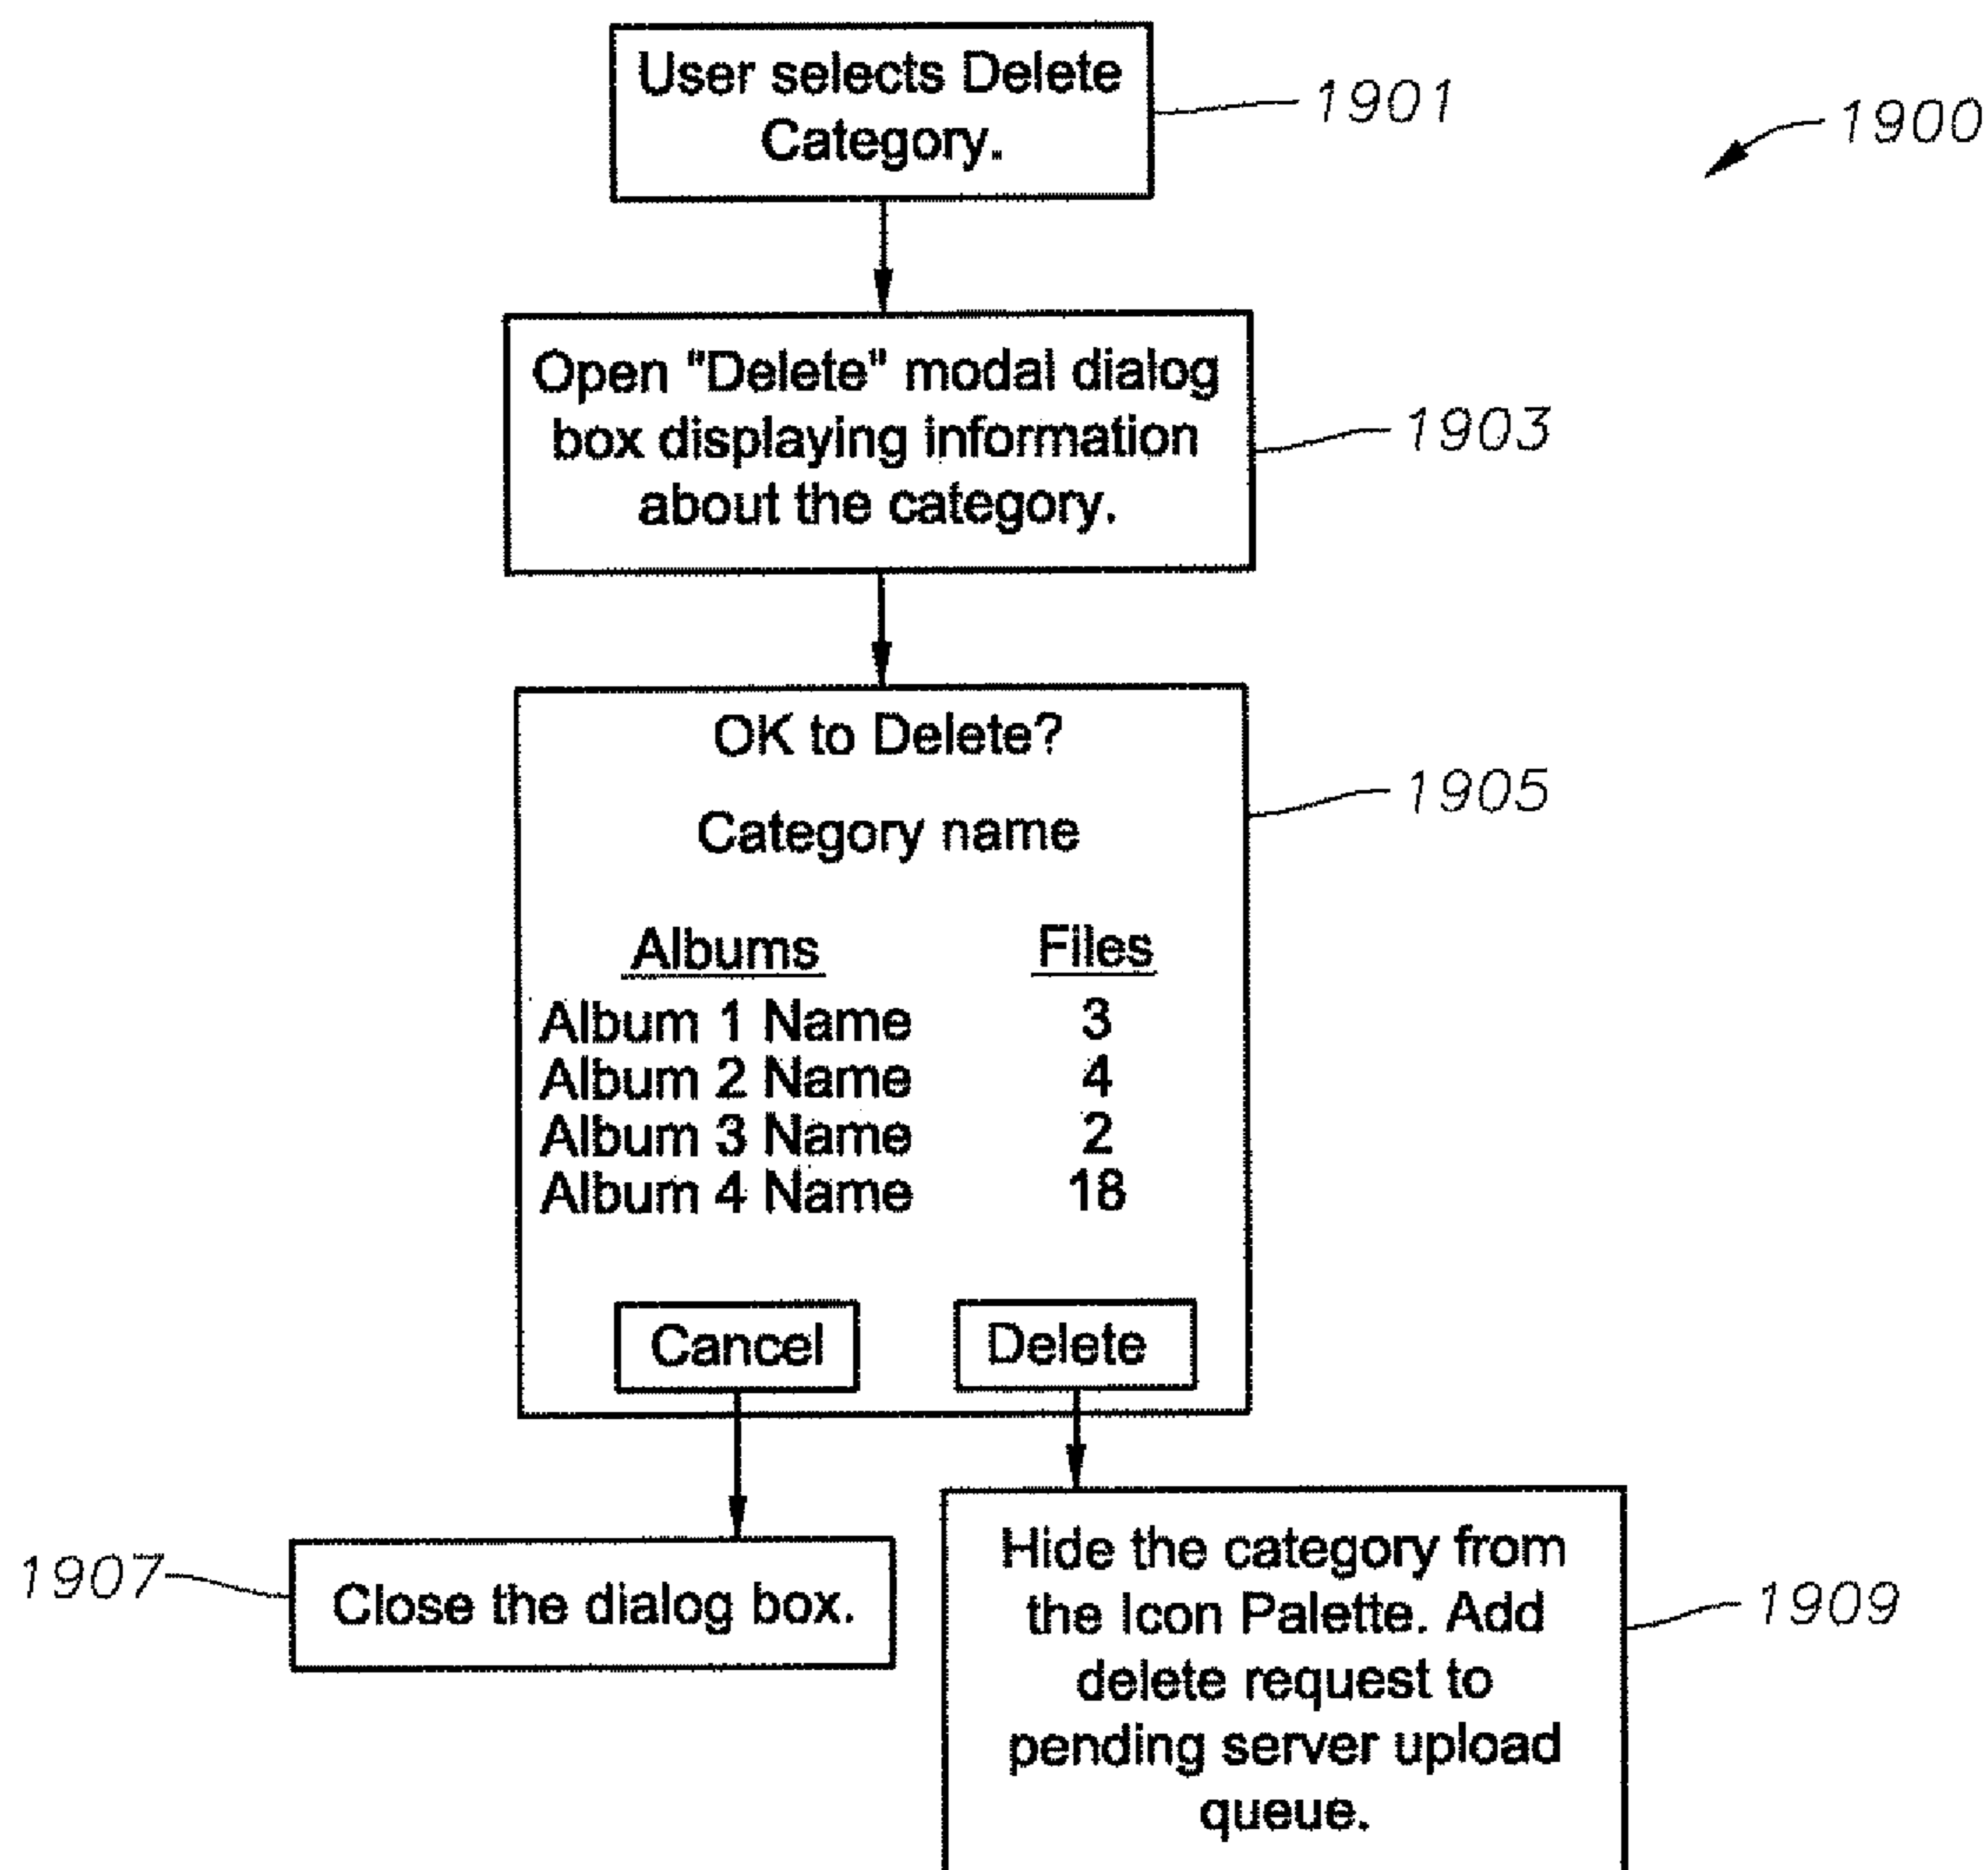 User selects Delete
Category.
1901
1900
Open "Delete" modal dialog
box displaying information
about the category.
1903
OK to Delete?
Category name
1905
Albums Files
Album 1 Name 3
Album 2 Name 4
Album 3 Name 2
Album 4 Name 18
Cancel Delete
1907
Close the dialog box.
Hide the category from
the Icon Palette. Add
delete request to
pending server upload
queue.
1909